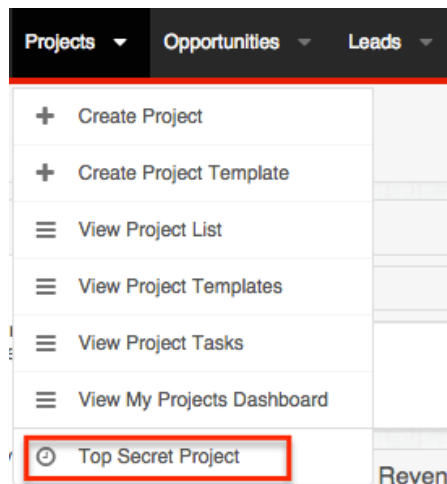 Projects Opportunities Leads
Create Project
Create Project Template
View Project List
View Project Templates
View Project Tasks
View My Projects Dashboard
Top Secret Project
Reven